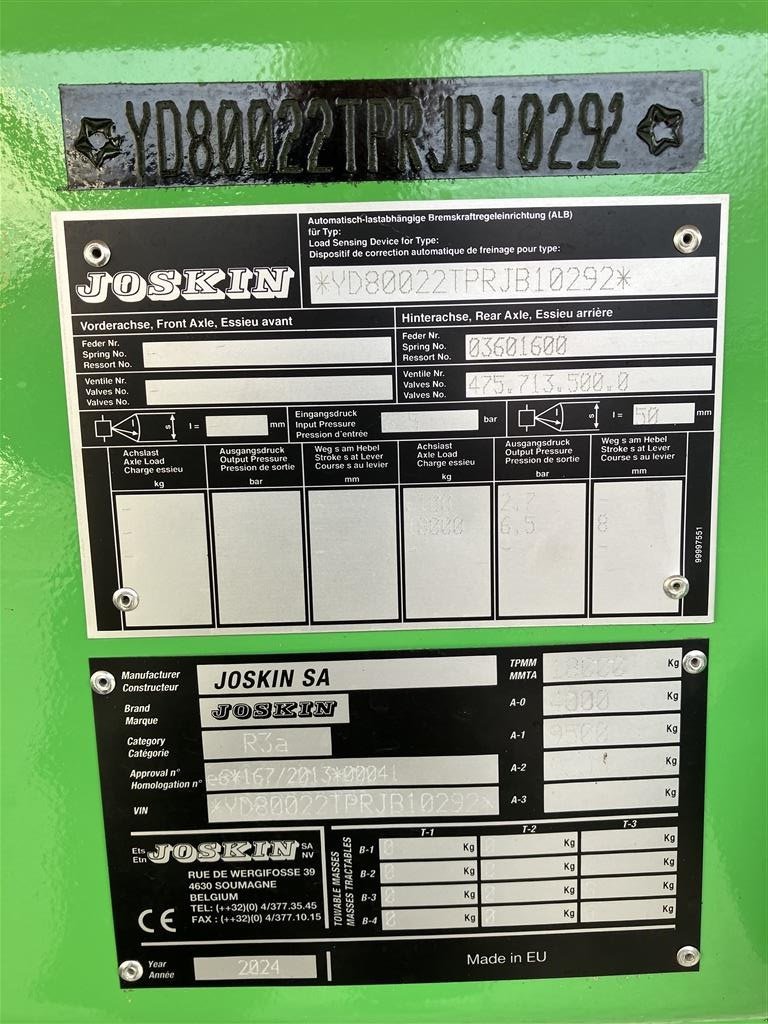 YD80022TPRJB10292
JOSKIN
Automatisch-lastabhängige Bremskraftregeleinrichtung (ALB)
für Typ:
Load Sensing Device for Type:
Dispositif de correction automatique de freinage pour type:
*YD80022TPRJB10292*
Vorderachse, Front Axle, Essieu avant
Hinterachse, Rear Axle, Essieu arrière
Feder Nr.
Spring No.
Ressort No.
-
Feder Nr.
Spring No.
Ressort No.
03601600
Ventile Nr.
Valves No.
Valves No.
-
Ventile Nr.
Valves No.
Valves No.
475.713.500.0
s l = mm
Eingangsdruck
Input Pressure
Pression d'entrée
bar
s l = 50 mm
Achslast
Axle Load
Charge essieu
kg
Ausgangsdruck
Output Pressure
Pression de sortie
bar
Weg s am Hebel
Stroke s at Lever
Course s au levier
mm
Achslast
Axle Load
Charge essieu
kg
Ausgangsdruck
Output Pressure
Pression de sortie
bar
Weg s am Hebel
Stroke s at Lever
Course s au levier
mm
2,7 -
6,5 8
- -
99997551
Manufacturer
Constructeur
JOSKIN SA
TPMM
MMTA
18000 Kg
Brand
Marque
JOSKIN
A-0 4000 Kg
Category
Catégorie
R3a
A-1 9500 Kg
Approval n°
Homologation n°
e6*167/2013*00041
A-2 Kg
VIN
*YD80022TPRJB10292*
A-3 Kg
Ets
Etn
JOSKIN SA
NV
RUE DE WERGIFOSSE 39
4630 SOUMAGNE
BELGIUM
TEL: (++32)(0) 4/377.35.45
FAX : (++32)(0) 4/377.10.15
CE
TOWABLE MASSES
MASSES TRACTABLES
T-1 T-2 T-3
B-1 0 Kg 0 Kg Kg
B-2 0 Kg 0 Kg Kg
B-3 0 Kg 0 Kg Kg
B-4 0 Kg 0 Kg Kg
Year
Année
2024
Made in EU